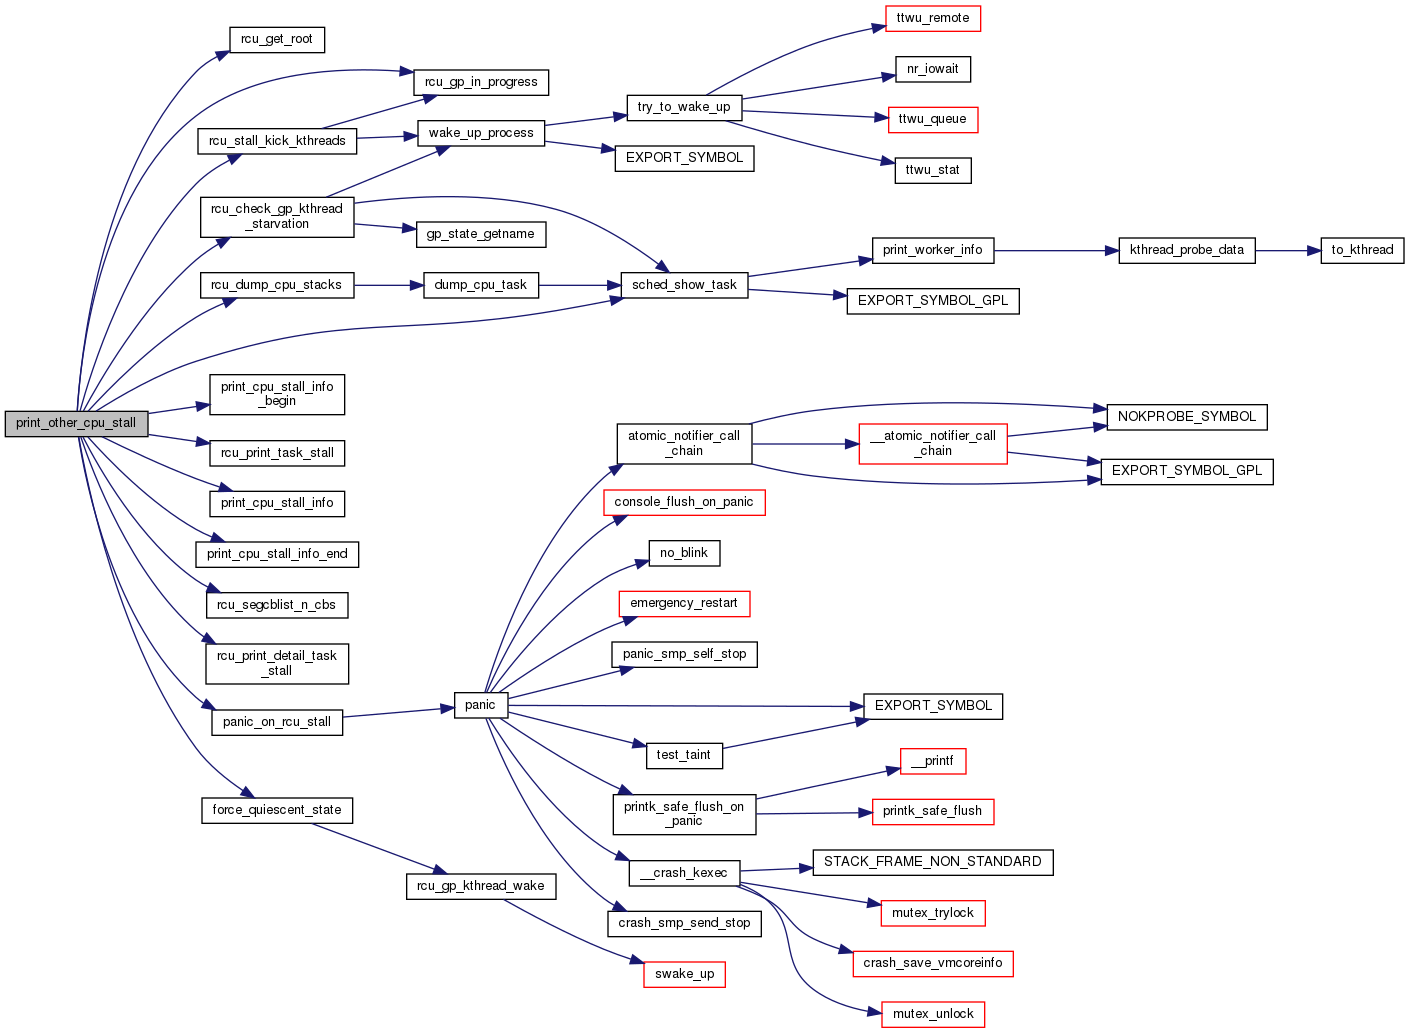 ttwu_remote
rcu_get_root
nr_iowait
rcu_gp_in_progress
try_to_wake_up
ttwu_queue
wake_up_process
rcu_stall_kick_kthreads
EXPORT_SYMBOL
ttwu_stat
rcu_check_gp_kthread
_starvation
gp_state_getname
print_worker_info
kthread_probe_data
to_kthread
rcu_dump_cpu_stacks
dump_cpu_task
sched_show_task
EXPORT_SYMBOL_GPL
print_cpu_stall_info
_begin
NOKPROBE_SYMBOL
print_other_cpu_stall
atomic_notifier_call
_chain
__atomic_notifier_call
_chain
rcu_print_task_stall
EXPORT_SYMBOL_GPL
print_cpu_stall_info
console_flush_on_panic
print_cpu_stall_info_end
no_blink
rcu_segcblist_n_cbs
emergency_restart
rcu_print_detail_task
_stall
panic_smp_self_stop
panic
EXPORT_SYMBOL
panic_on_rcu_stall
test_taint
__printf
force_quiescent_state
printk_safe_flush_on
_panic
printk_safe_flush
STACK_FRAME_NON_STANDARD
__crash_kexec
rcu_gp_kthread_wake
mutex_trylock
crash_smp_send_stop
crash_save_vmcoreinfo
swake_up
mutex_unlock